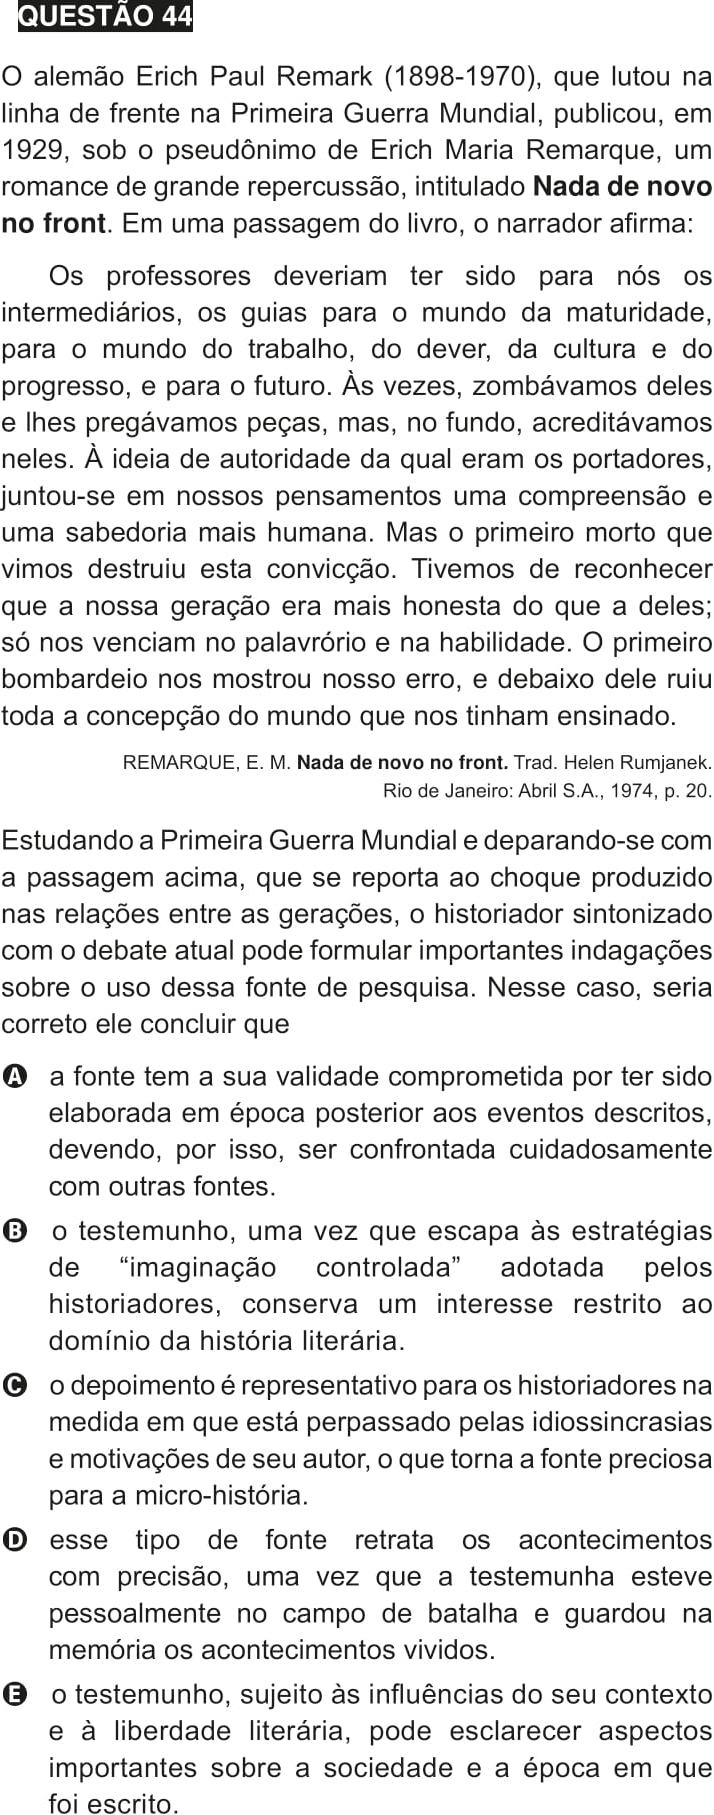 QUESTÃO 44
O alemão Erich Paul Remark (1898-1970), que lutou na
linha de frente na Primeira Guerra Mundial, publicou, em
1929, sob o pseudônimo de Erich Maria Remarque, um
romance de grande repercussão, intitulado Nada de novo
no front. Em uma passagem do livro, o narrador afirma:
Os professores deveriam ter sido para nós os
intermediários, os guias para o mundo da maturidade,
para o mundo do trabalho, do dever, da cultura e do
progresso, e para o futuro. Às vezes, zombávamos deles
e lhes pregávamos peças, mas, no fundo, acreditávamos
neles. À ideia de autoridade da qual eram os portadores,
juntou-se em nossos pensamentos uma compreensão e
uma sabedoria mais humana. Mas o primeiro morto que
vimos destruiu esta convicção. Tivemos de reconhecer
que a nossa geração era mais honesta do que a deles;
só nos venciam no palavrório e na habilidade. O primeiro
bombardeio nos mostrou nosso erro, e debaixo dele ruiu
toda a concepção do mundo que nos tinham ensinado.
REMARQUE, E. M. Nada de novo no front. Trad. Helen Rumjanek.
Rio de Janeiro: Abril S.A., 1974, p. 20.
Estudando a Primeira Guerra Mundial e deparando-se com
a passagem acima, que se reporta ao choque produzido
nas relações entre as gerações, o historiador sintonizado
com o debate atual pode formular importantes indagações
sobre o uso dessa fonte de pesquisa. Nesse caso, seria
correto ele concluir que
A a fonte tem a sua validade comprometida por ter sido
elaborada em época posterior aos eventos descritos,
devendo, por isso, ser confrontada cuidadosamente
com outras fontes.
B o testemunho, uma vez que escapa às estratégias
de “imaginação controlada” adotada pelos
historiadores, conserva um interesse restrito ao
domínio da história literária.
C o depoimento é representativo para os historiadores na
medida em que está perpassado pelas idiossincrasias
e motivações de seu autor, o que torna a fonte preciosa
para a micro-história.
D esse tipo de fonte retrata os acontecimentos
com precisão, uma vez que a testemunha esteve
pessoalmente no campo de batalha e guardou na
memória os acontecimentos vividos.
E o testemunho, sujeito às influências do seu contexto
e à liberdade literária, pode esclarecer aspectos
importantes sobre a sociedade e a época em que
foi escrito.